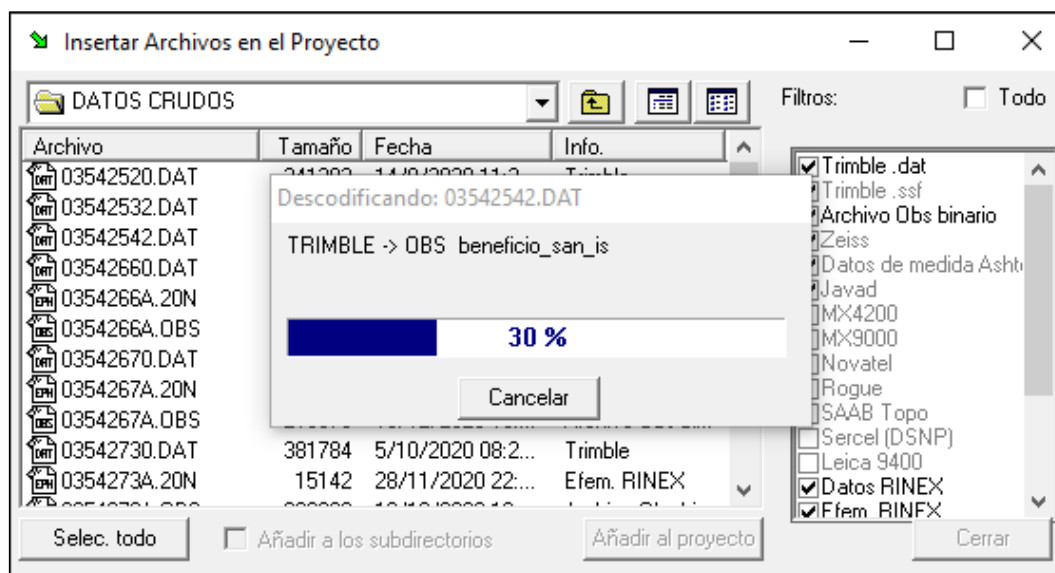 Insertar Archivos en el Proyecto
DATOS CRUDOS
Filtros:
Todo
Archivo Tamaño Fecha Info.
03542520.DAT
03542532.DAT
03542542.DAT
03542660.DAT
0354266A.20N
0354266A.OBS
03542670.DAT
0354267A.20N
0354267A.OBS
03542730.DAT 381784 5/10/2020 08:2... Trimble
0354273A.20N 15142 28/11/2020 22:... Efem. RINEX
Descodificando: 03542542.DAT
TRIMBLE -> OBS beneficio_san_is
30 %
Cancelar
Trimble .dat
Trimble .ssf
Archivo Obs binario
Zeiss
Datos de medida Ashte
Javad
MX4200
MX9000
Novatel
Rogue
SAAB Topo
Sercel (DSNP)
Leica 9400
Datos RINEX
Efem. RINEX
Selec. todo
Añadir a los subdirectorios
Añadir al proyecto
Cerrar